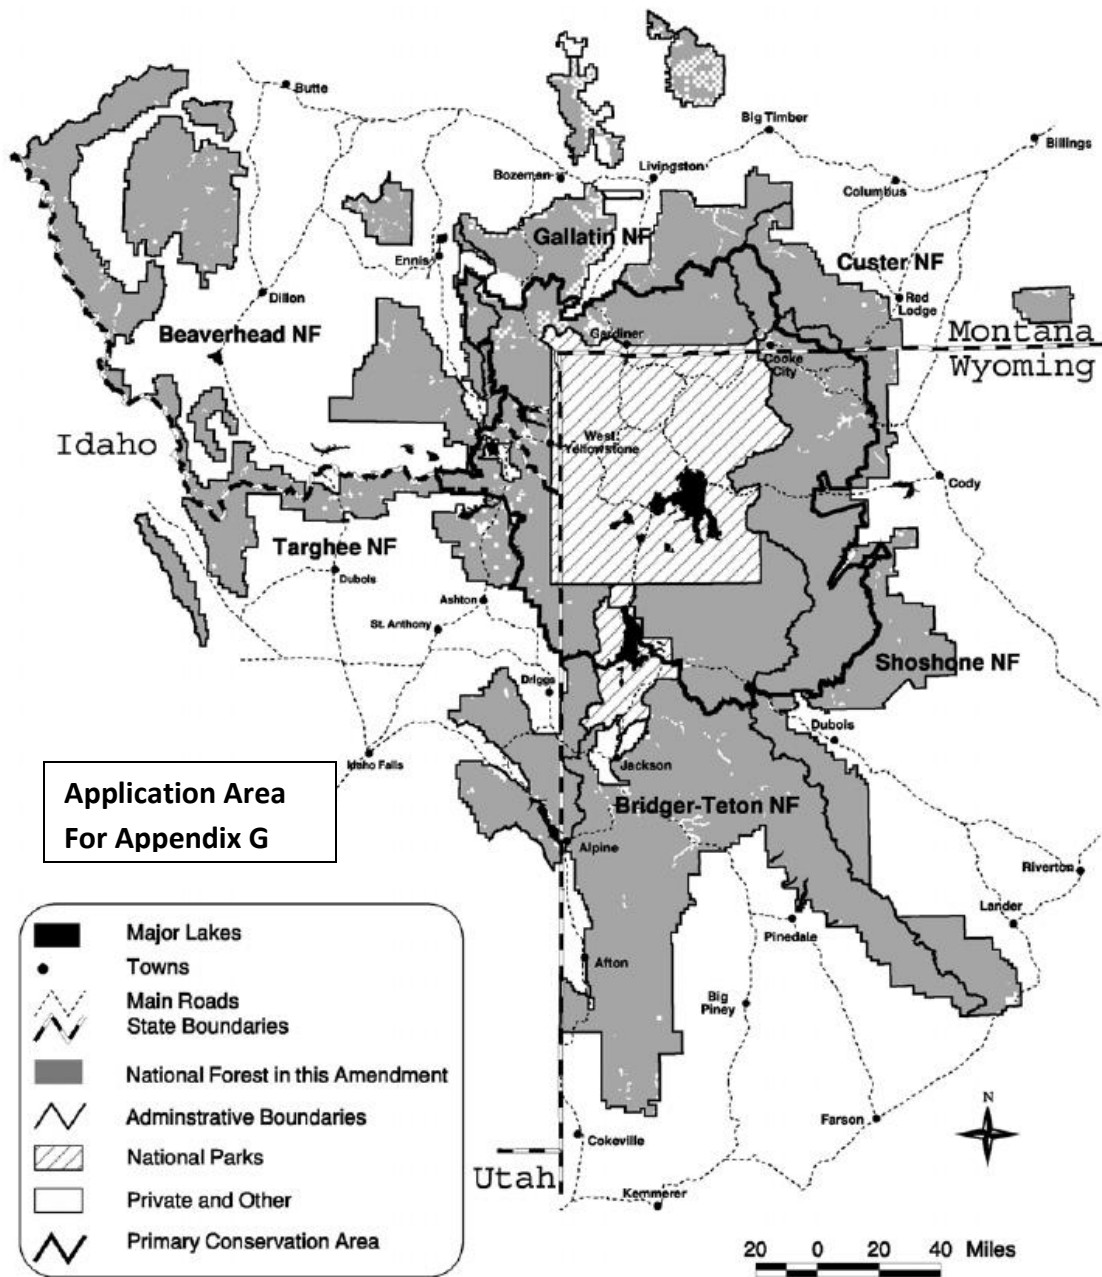 Butte
Big Timber
Billings
Bozeman
Livingston
Columbus
Gallatin NF
Ennis
Custer NF
Dillon
Red
Lodge
Beaverhead NF
Gardiner
Montana
Cooke
City
Wyoming
Idaho
West
Yellowstone
Cody
Targhee NF
Dubois
Ashton
St. Anthony
Shoshone NF
Driggs
Dubois
Idaho Falls
Jackson
Application Area
For Appendix G
Bridger-Teton NF
Alpine
Riverton
Lander
Pinedale
Afton
Big
Piney
Farson
Cokeville
Utah
Kemmerer
Major Lakes
Towns
Main Roads
State Boundaries
National Forest in this Amendment
Adminstrative Boundaries
National Parks
Private and Other
Primary Conservation Area
N
20 0 20 40 Miles